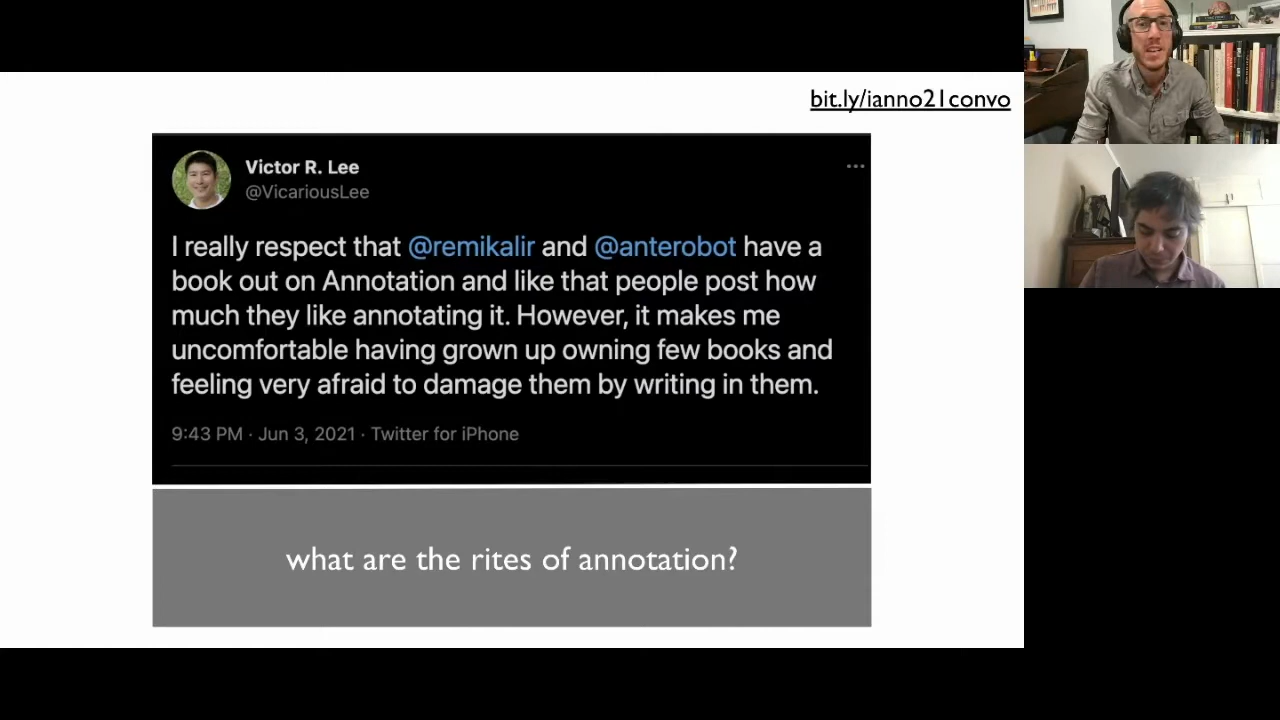 bit.ly/ianno21convo
Victor R. Lee
@VicariousLee
I really respect that @remikalir and @anterobot have a
book out on Annotation and like that people post how
much they like annotating it. However, it makes me
uncomfortable having grown up owning few books and
feeling very afraid to damage them by writing in them.
9:43 PM · Jun 3, 2021 · Twitter for iPhone
what are the rites of annotation?